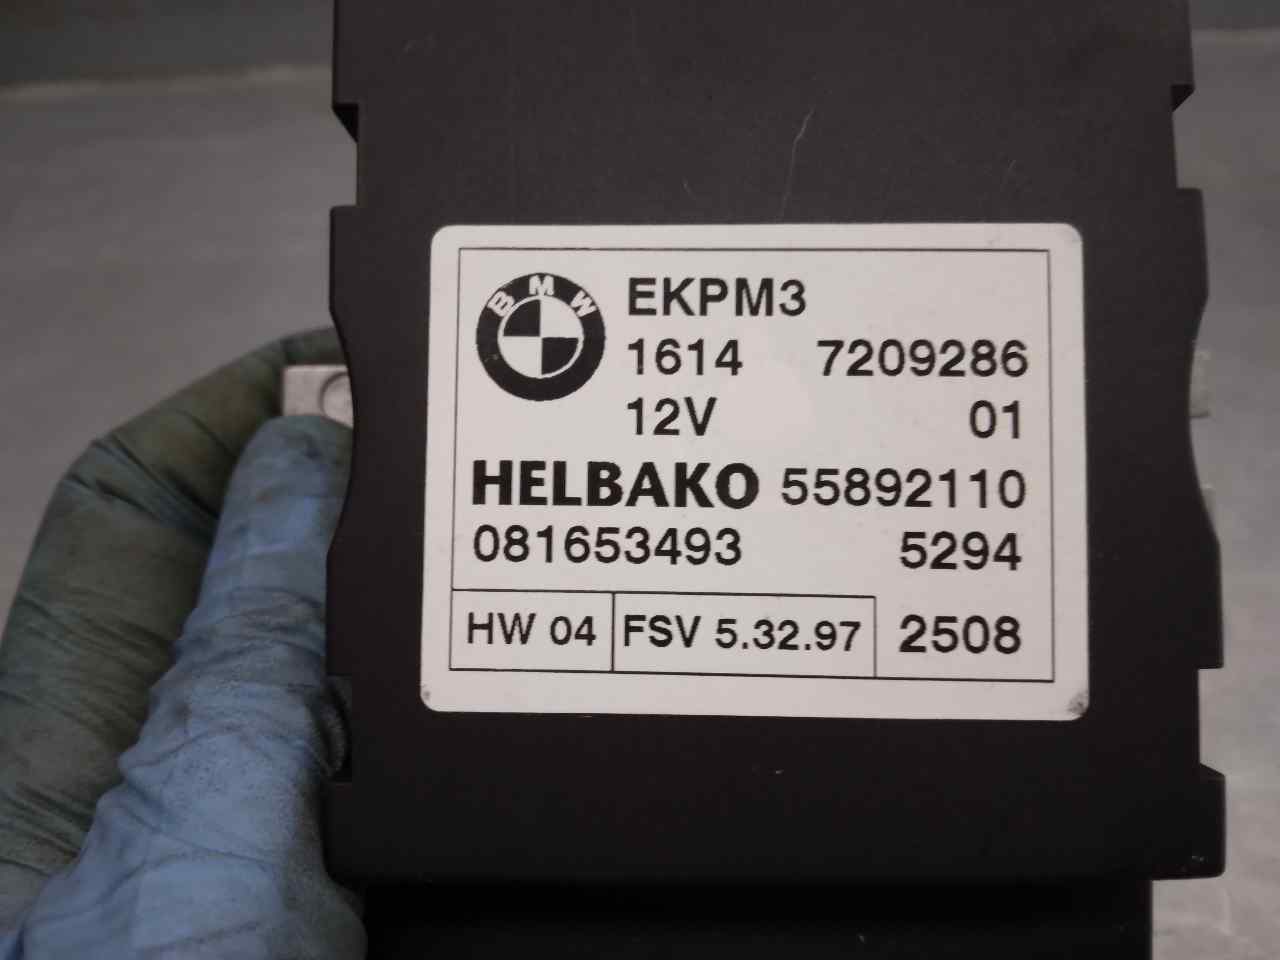 BMW
EKPM3
1614 7209286
12V 01
HELBAKO 55892110
081653493 5294
HW 04 FSV 5.32.97 2508